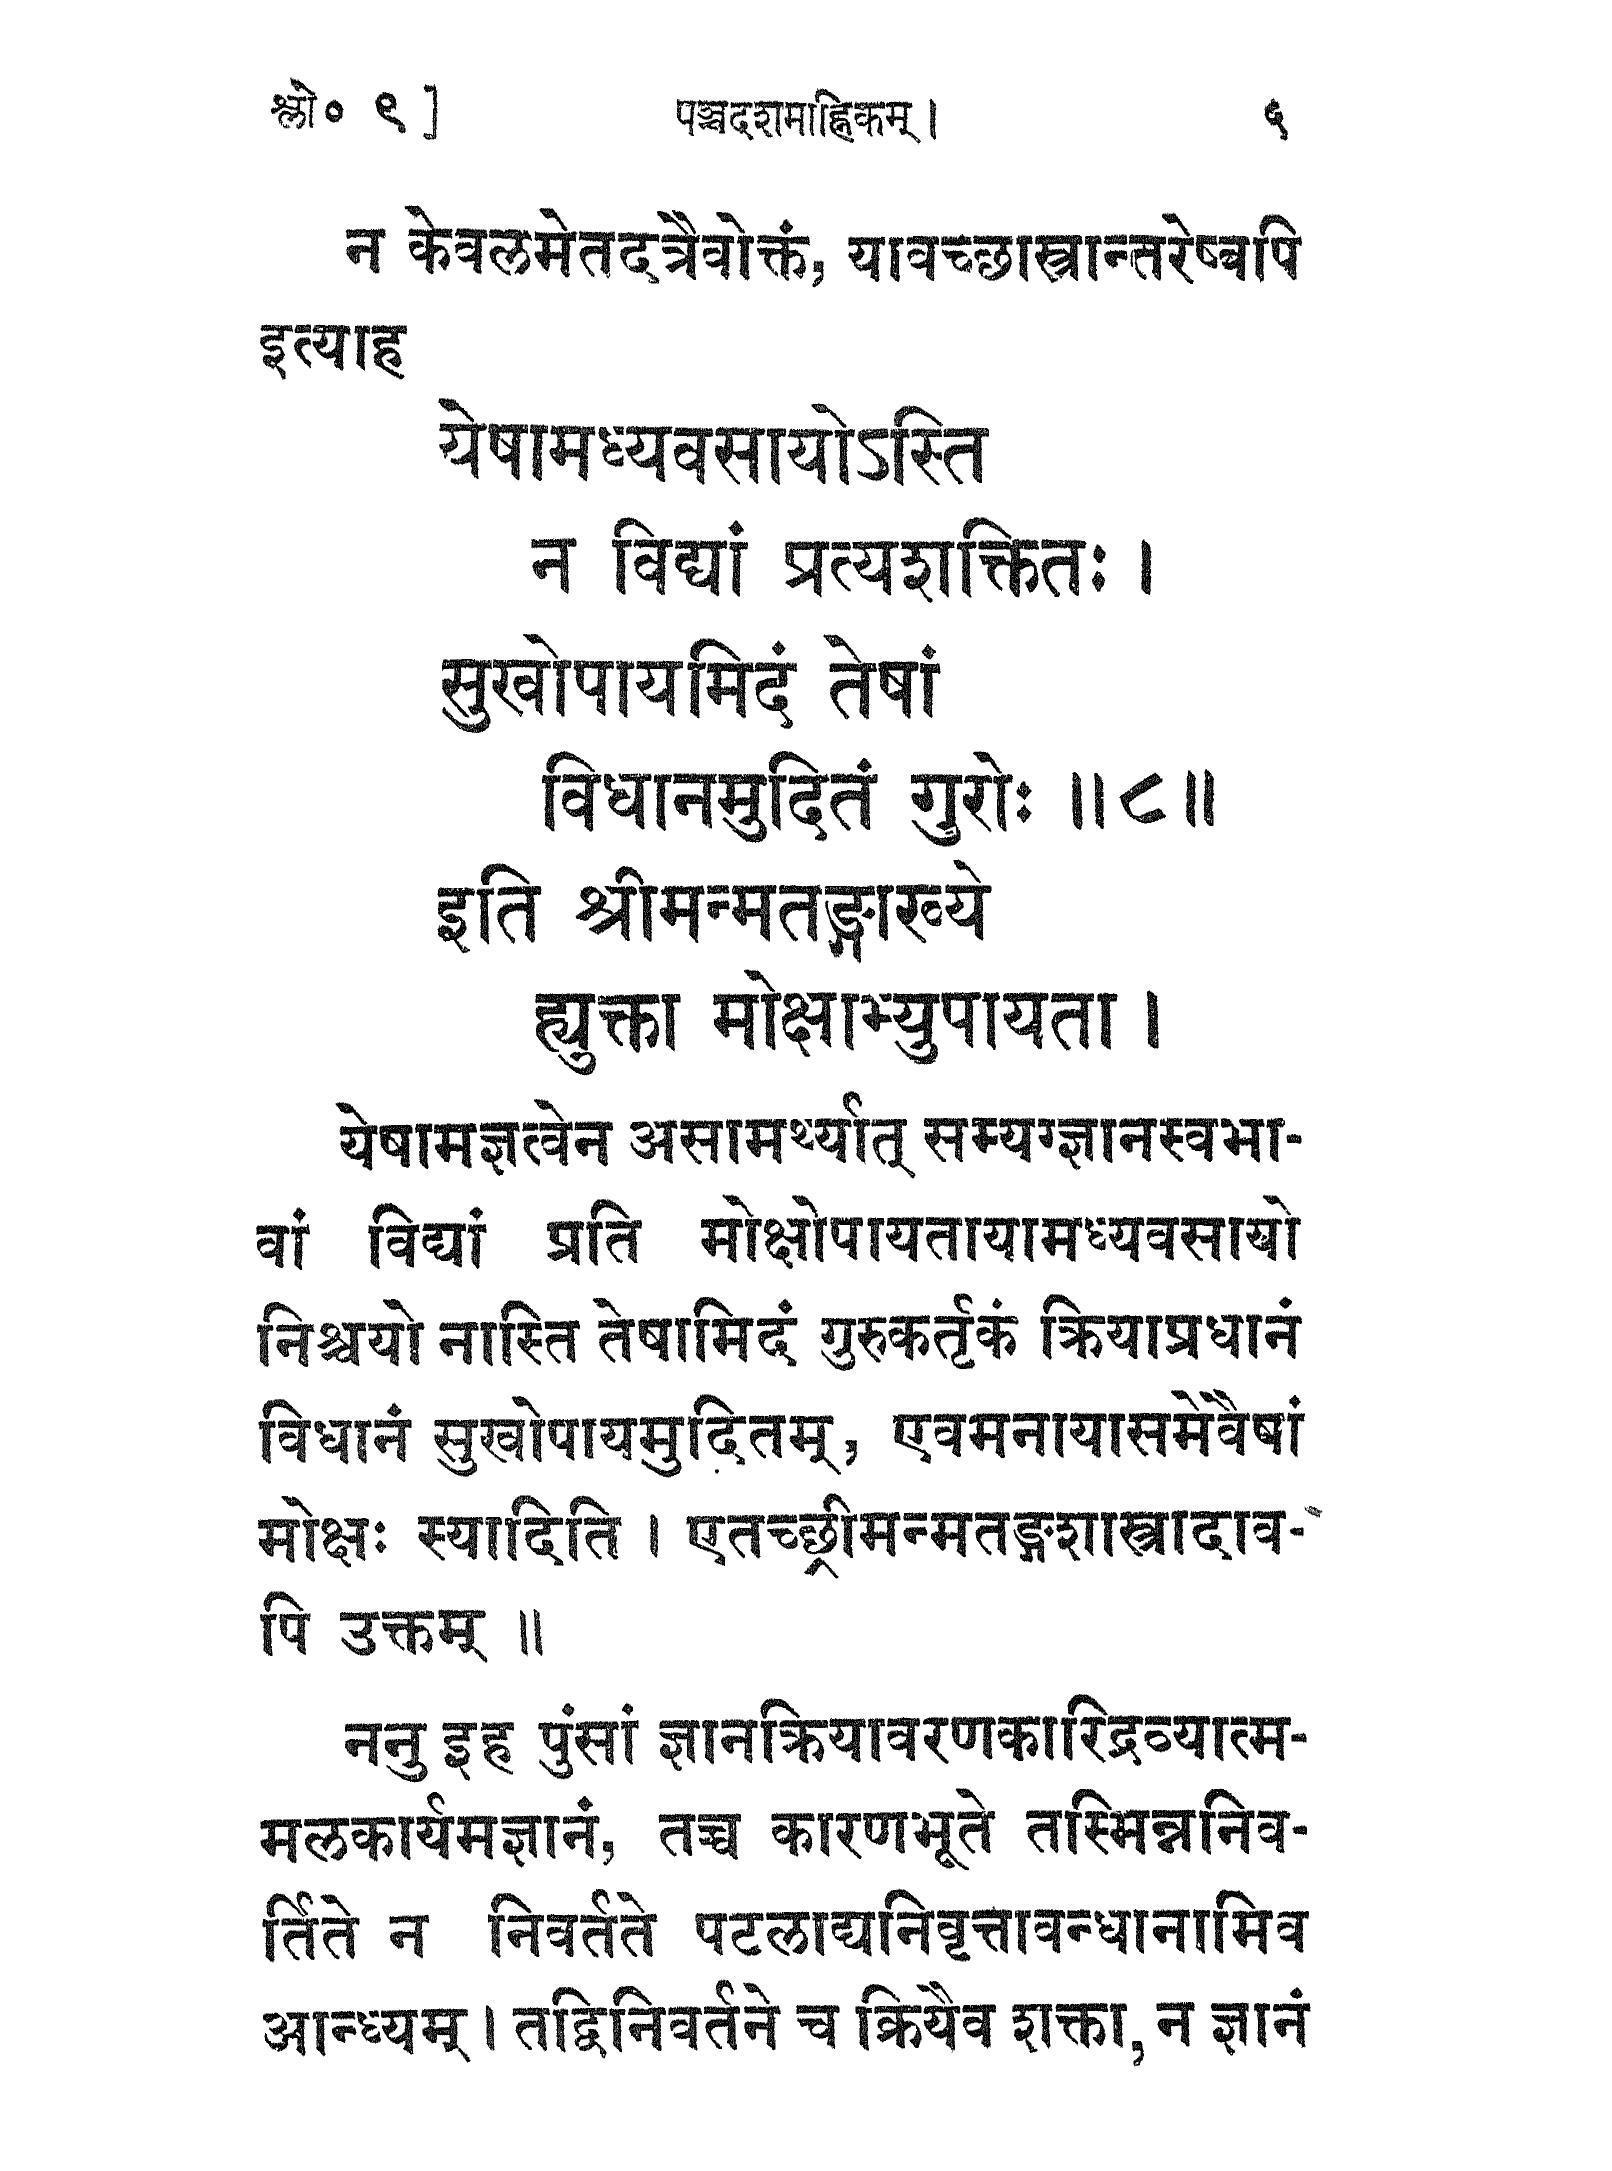 श्लो० ९ ] पञ्चदशमाह्निकम् । ५
न केवलमेतदत्रैवोक्तं, यावच्छास्त्रान्तरेष्वपि
इत्याह
येषामध्यवसायोऽस्ति
न विद्यां प्रत्यशक्तितः ।
सुखोपायमिदं तेषां
विधानमुदितं गुरोः ॥ ८ ॥
इति श्रीमन्मतङ्गाख्ये
ह्युक्ता मोक्षाभ्युपायता ।
येषामज्ञत्वेन असामर्थ्यात् सम्यग्ज्ञानस्वभा-
वां विद्यां प्रति मोक्षोपायतायामध्यवसायो
निश्चयो नास्ति तेषामिदं गुरुकर्तृकं क्रियाप्रधानं
विधानं सुखोपायमुदितम्, एवमनायासमेवैषां
मोक्षः स्यादिति । एतच्छ्रीमन्मतङ्गशास्त्रादाव-
पि उक्तम् ॥
ननु इह पुंसां ज्ञानक्रियावरणकारिद्रव्यात्म-
मलकार्यमज्ञानं, तच्च कारणभूते तस्मिन्ननिव-
र्तिते न निवर्तते पटलाद्यनिवृत्तावन्धानामिव
आन्ध्यम् । तद्विनिवर्तने च क्रियैव शक्ता, न ज्ञानं